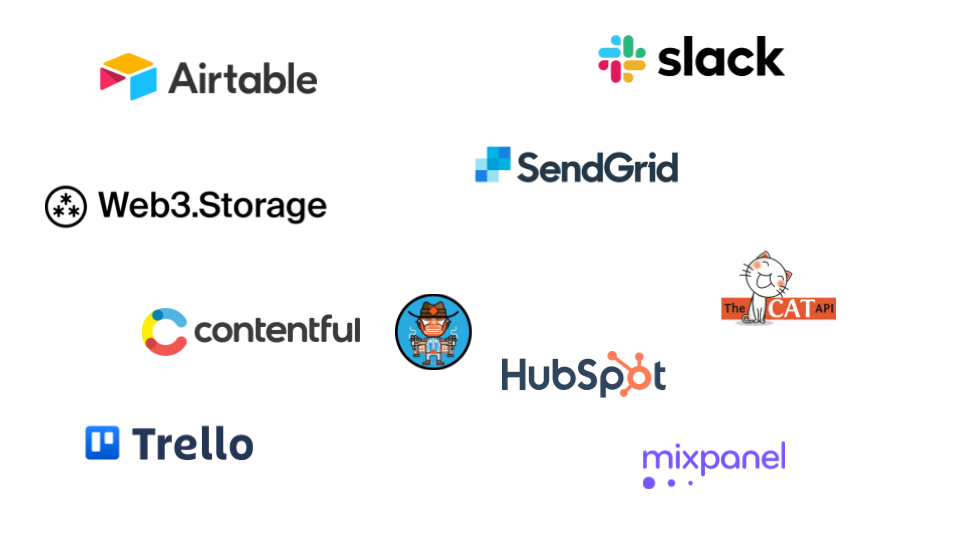 Airtable
slack
SendGrid
Web3.Storage
The CAT API
contentful
HubSpot
Trello
mixpanel